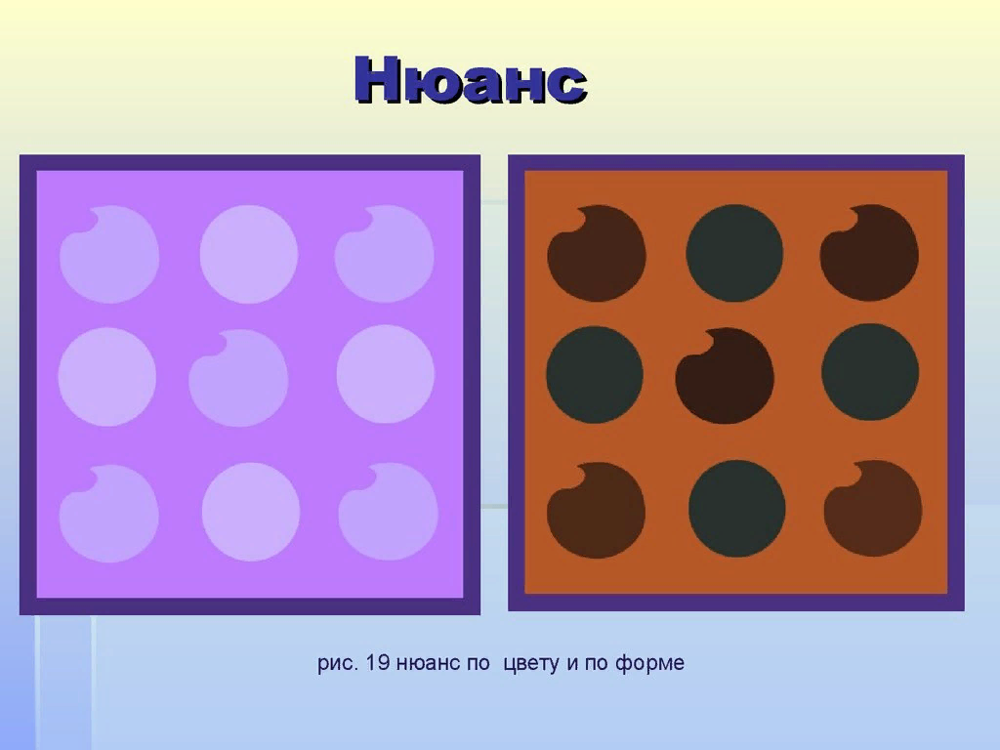 Нюанс
рис. 19 нюанс по  цвету и по форме